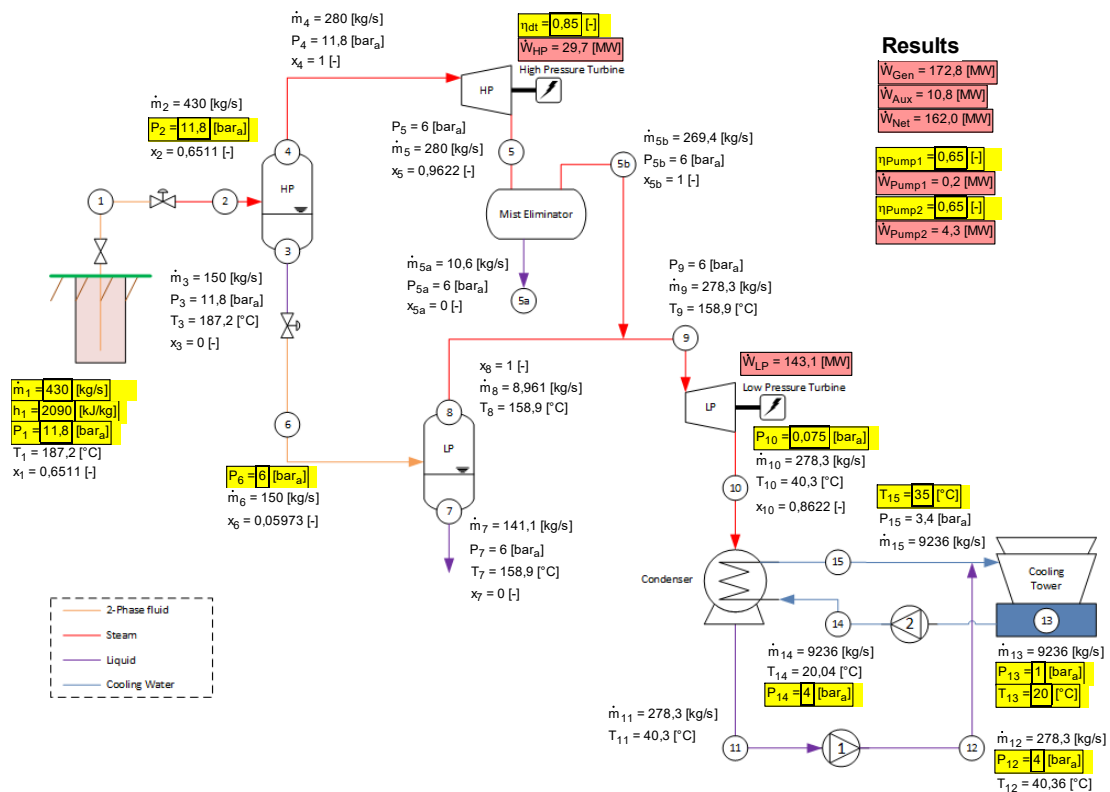 ṁ4 = 280 [kg/s]
P4 = 11,8 [bara]
x4 = 1 [-]
ηdt = 0,85 [-]
ẆHP = 29,7 [MW]
High Pressure Turbine
HP
Results
ẆGen = 172,8 [MW]
ẆAux = 10,8 [MW]
ẆNet = 162,0 [MW]
ηPump1 = 0,65 [-]
ẆPump1 = 0,2 [MW]
ηPump2 = 0,65 [-]
ẆPump2 = 4,3 [MW]
ṁ2 = 430 [kg/s]
P2 = 11,8 [bara]
x2 = 0,6511 [-]
P5 = 6 [bara]
ṁ5 = 280 [kg/s]
x5 = 0,9622 [-]
5
ṁ5b = 269,4 [kg/s]
P5b = 6 [bara]
x5b = 1 [-]
5b
4
HP
3
1
2
Mist Eliminator
ṁ5a = 10,6 [kg/s]
P5a = 6 [bara]
x5a = 0 [-]
5a
ṁ3 = 150 [kg/s]
P3 = 11,8 [bara]
T3 = 187,2 [°C]
x3 = 0 [-]
P9 = 6 [bara]
ṁ9 = 278,3 [kg/s]
T9 = 158,9 [°C]
9
ẆLP = 143,1 [MW]
Low Pressure Turbine
LP
ṁ1 = 430 [kg/s]
h1 = 2090 [kJ/kg]
P1 = 11,8 [bara]
T1 = 187,2 [°C]
x1 = 0,6511 [-]
x8 = 1 [-]
ṁ8 = 8,961 [kg/s]
T8 = 158,9 [°C]
8
LP
7
6
P6 = 6 [bara]
ṁ6 = 150 [kg/s]
x6 = 0,05973 [-]
P10 = 0,075 [bara]
ṁ10 = 278,3 [kg/s]
T10 = 40,3 [°C]
x10 = 0,8622 [-]
10
T15 = 35 [°C]
P15 = 3,4 [bara]
ṁ15 = 9236 [kg/s]
ṁ7 = 141,1 [kg/s]
P7 = 6 [bara]
T7 = 158,9 [°C]
x7 = 0 [-]
Condenser
15
Cooling
Tower
14
2
13
2-Phase fluid
Steam
Liquid
Cooling Water
ṁ14 = 9236 [kg/s]
T14 = 20,04 [°C]
P14 = 4 [bara]
ṁ13 = 9236 [kg/s]
P13 = 1 [bara]
T13 = 20 [°C]
ṁ11 = 278,3 [kg/s]
T11 = 40,3 [°C]
11
1
12
ṁ12 = 278,3 [kg/s]
P12 = 4 [bara]
T12 = 40,36 [°C]